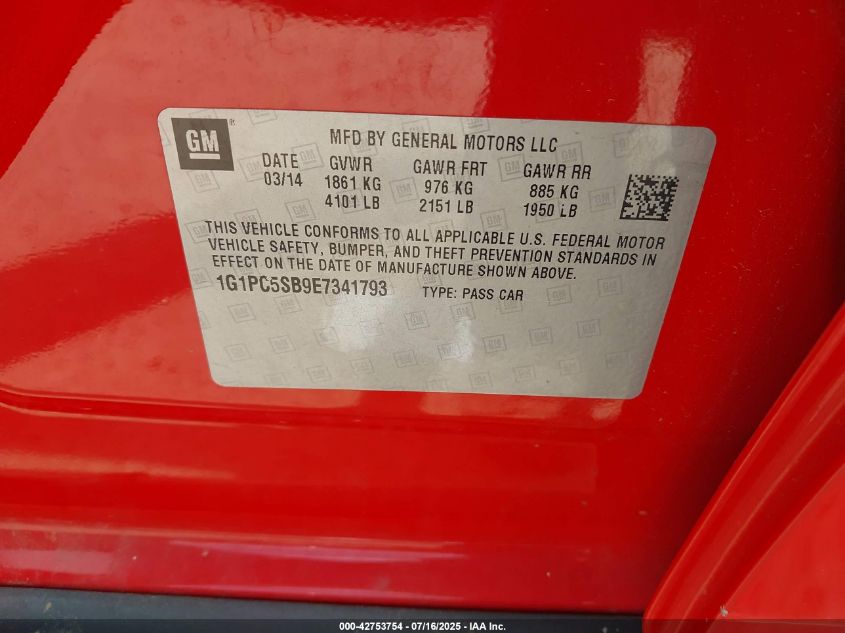 GM ®
MFD BY GENERAL MOTORS LLC
DATE GVWR GAWR FRT GAWR RR
03/14 1861 KG 976 KG 885 KG
4101 LB 2151 LB 1950 LB
THIS VEHICLE CONFORMS TO ALL APPLICABLE U.S. FEDERAL MOTOR
VEHICLE SAFETY, BUMPER, AND THEFT PREVENTION STANDARDS IN
EFFECT ON THE DATE OF MANUFACTURE SHOWN ABOVE.
1G1PC5SB9E7341793 TYPE: PASS CAR
000-42753754 - 07/16/2025 - IAA Inc.